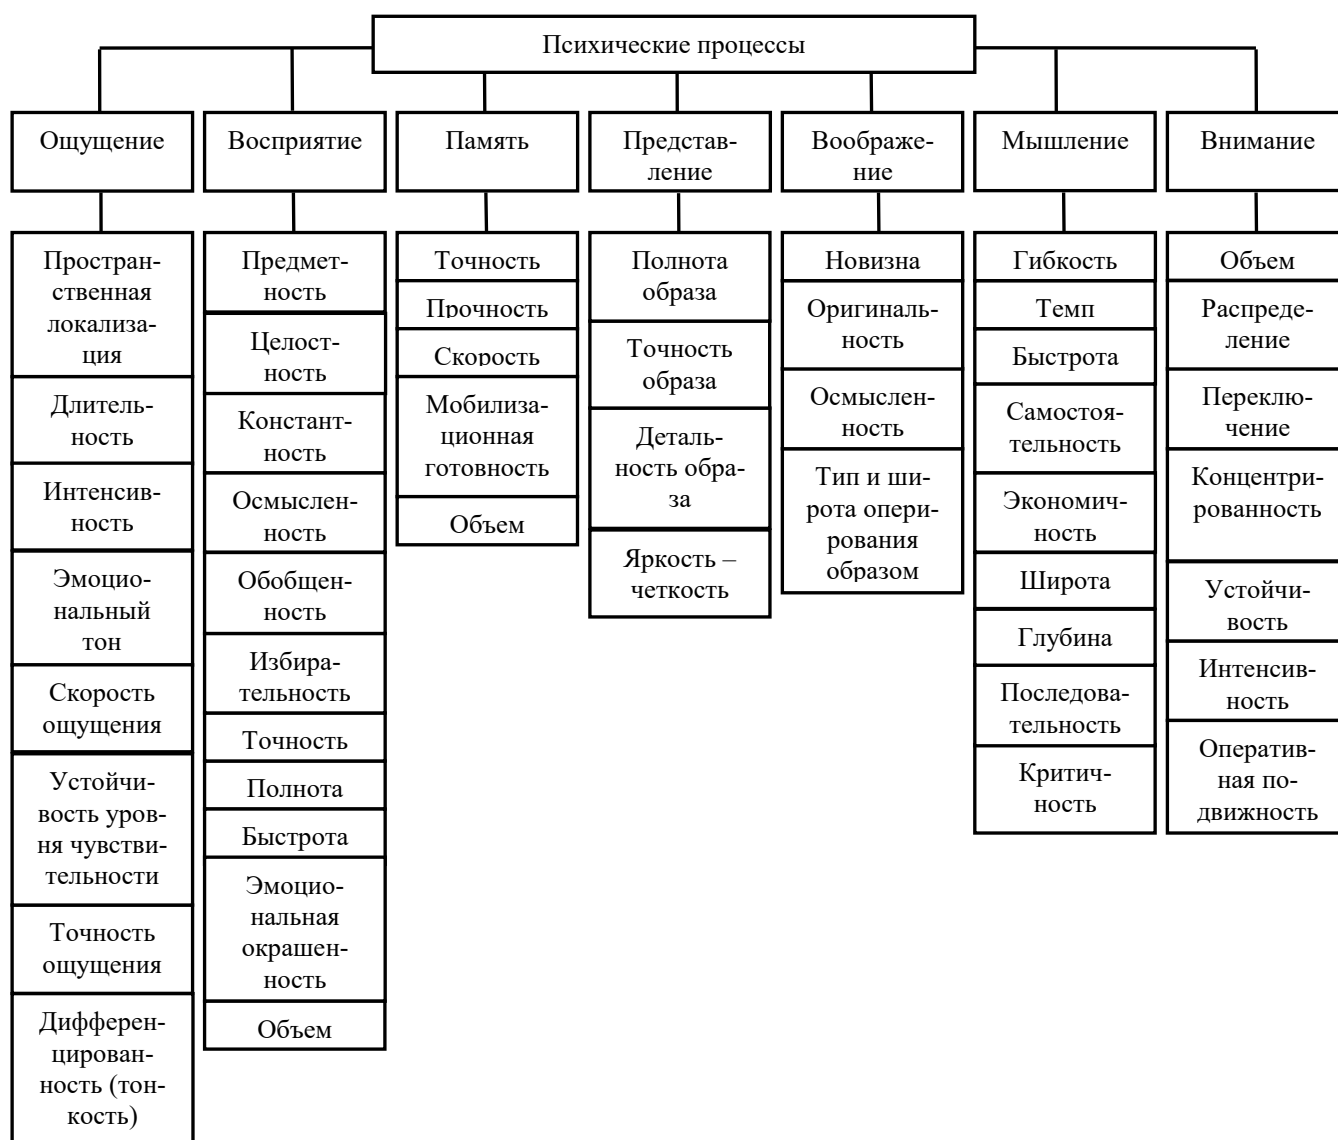 Психические процессы
Ощущение
Восприятие
Память
Представ-
ление
Воображе-
ние
Мышление
Внимание
Простран-
ственная
локализа-
ция
Длитель-
ность
Интенсив-
ность
Эмоцио-
нальный
тон
Скорость
ощущения
Устойчи-
вость уров-
ня чувстви-
тельности
Точность
ощущения
Дифферен-
цирован-
ность (тон-
кость)
Предмет-
ность
Целост-
ность
Констант-
ность
Осмыслен-
ность
Обобщен-
ность
Избира-
тельность
Точность
Полнота
Быстрота
Эмоцио-
нальная
окрашен-
ность
Объем
Точность
Прочность
Скорость
Мобилиза-
ционная
готовность
Объем
Полнота
образа
Точность
образа
Деталь-
ность обра-
за
Яркость –
четкость
Новизна
Оригиналь-
ность
Осмыслен-
ность
Тип и ши-
рота опери-
рования
образом
Гибкость
Темп
Быстрота
Самостоя-
тельность
Экономич-
ность
Широта
Глубина
Последова-
тельность
Критич-
ность
Объем
Распреде-
ление
Переклю-
чение
Концентри-
рованность
Устойчи-
вость
Интенсив-
ность
Оператив-
ная по-
движность